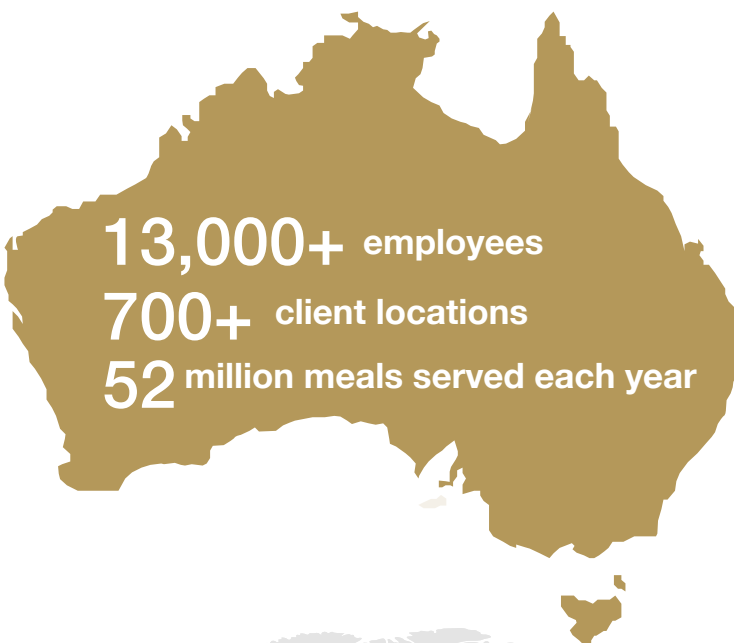 13,000+ employees
700+ client locations
52 million meals served each year